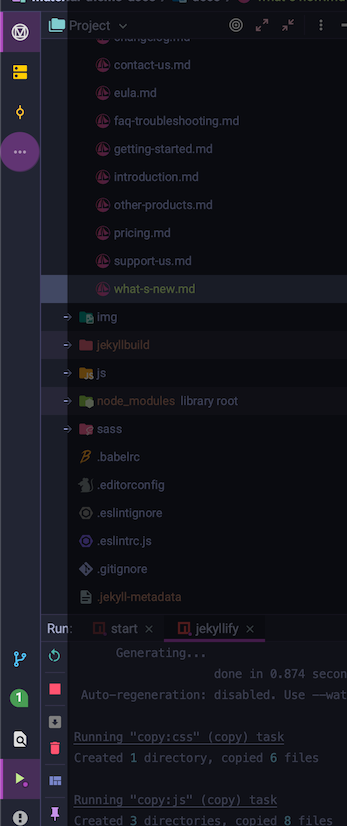 Project
changelog.md
contact-us.md
eula.md
faq-troubleshooting.md
getting-started.md
introduction.md
other-products.md
pricing.md
support-us.md
what-s-new.md
img
jekyllbuild
JS js
node_modules library root
sass
.babelrc
.editorconfig
.eslintignore
.eslintrc.js
.gitignore
.jekyll-metadata
Run: start × jekyllify ×
Generating...
done in 0.874
Auto-regeneration: disabled. Use
Running "copy:css" (copy) task
Created 1 directory, copied 6 files
1
Running "copy:js" (copy) task
Created 3 directories, copied 8 files